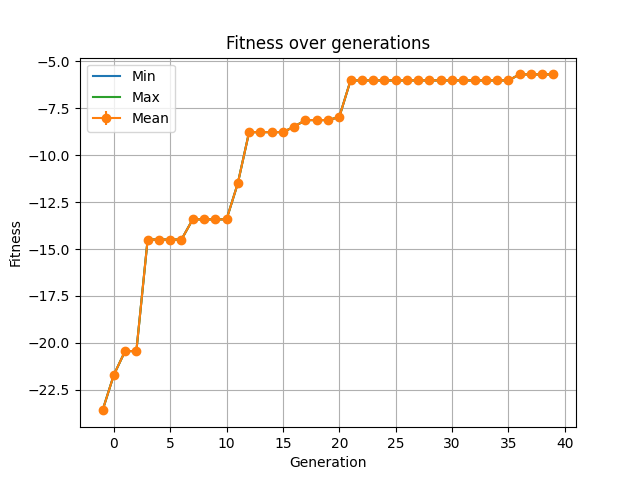 Fitness over generations
Min
Max
Mean
Fitness
−5.0
−7.5
−10.0
−12.5
−15.0
−17.5
−20.0
−22.5
0 5 10 15 20 25 30 35 40
Generation